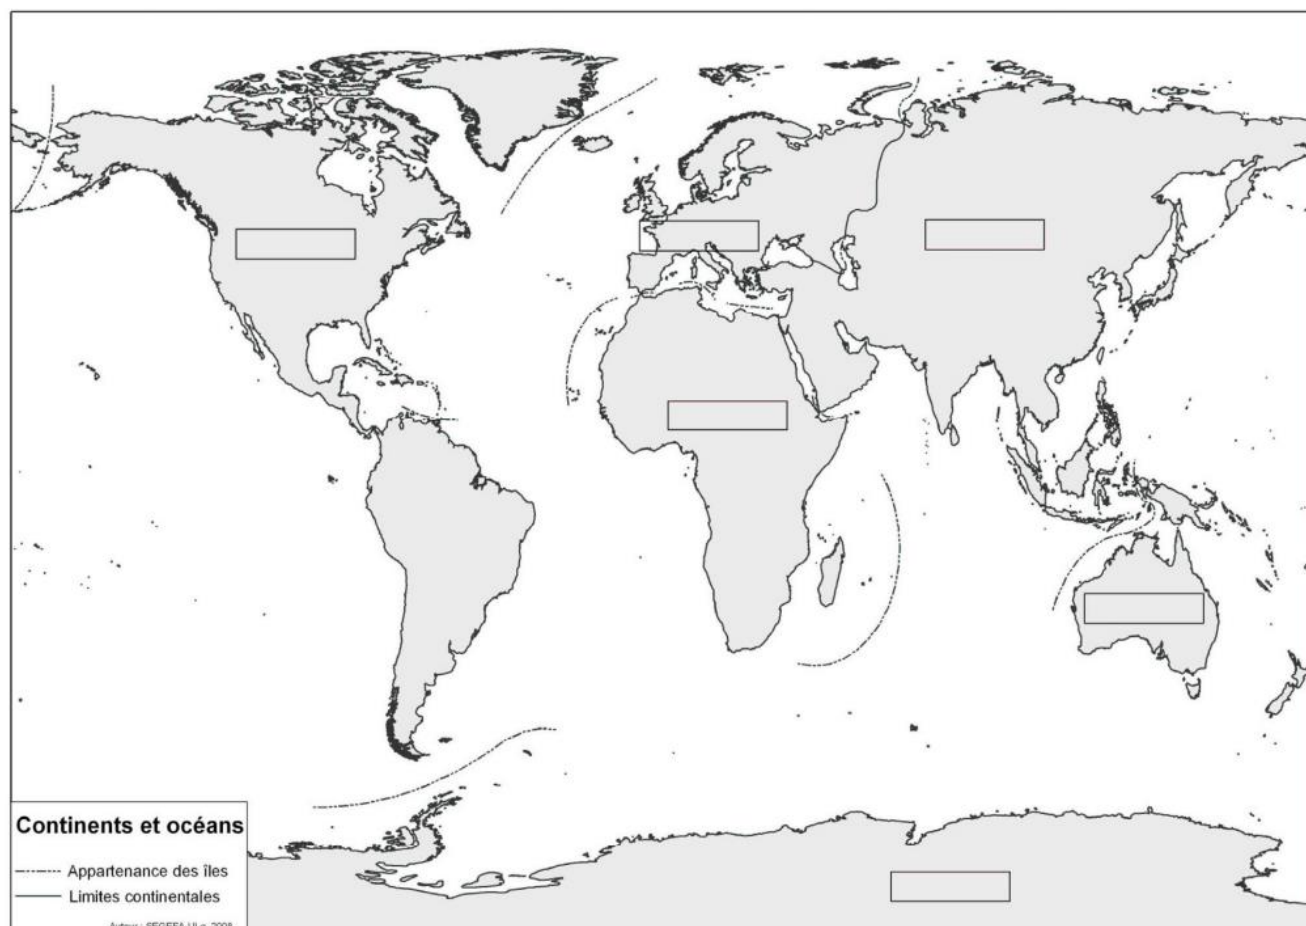 Continents et océans
Appartenance des îles
Limites continentales